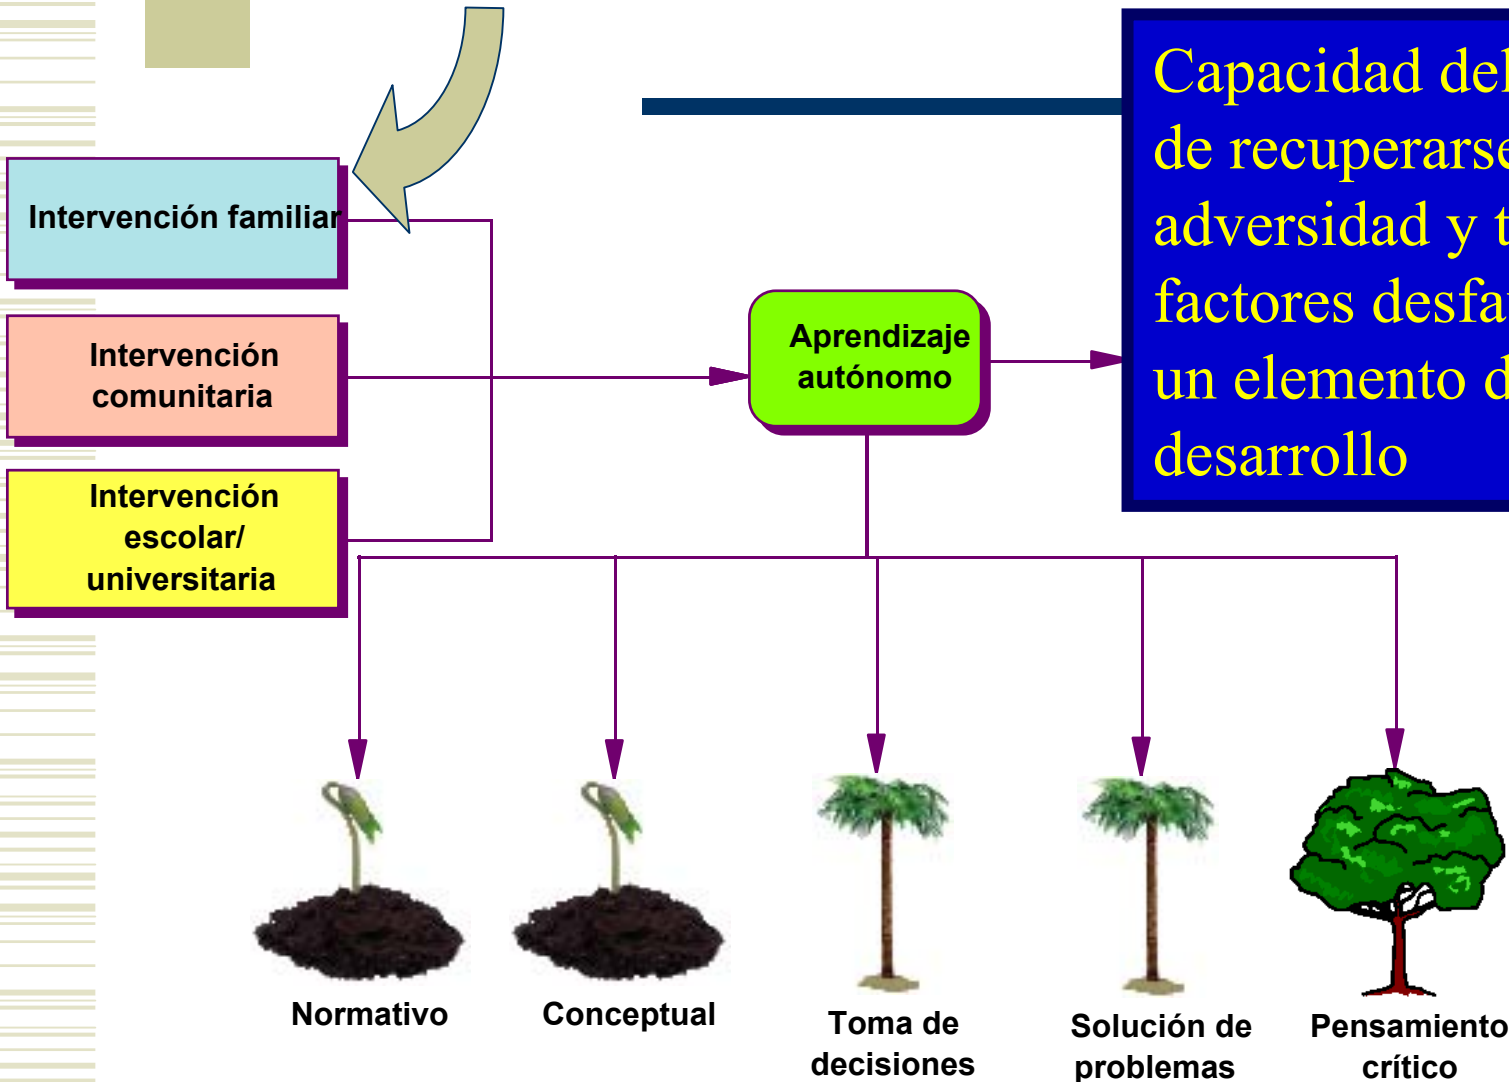 Capacidad del
de recuperarse
adversidad y
factores
un elemento
desarrollo
Intervención familiar
Intervención
comunitaria
Intervención
escolar/
universitaria
Aprendizaje
autónomo
Normativo
Conceptual
Toma de
decisiones
Solución de
problemas
Pensamiento
crítico